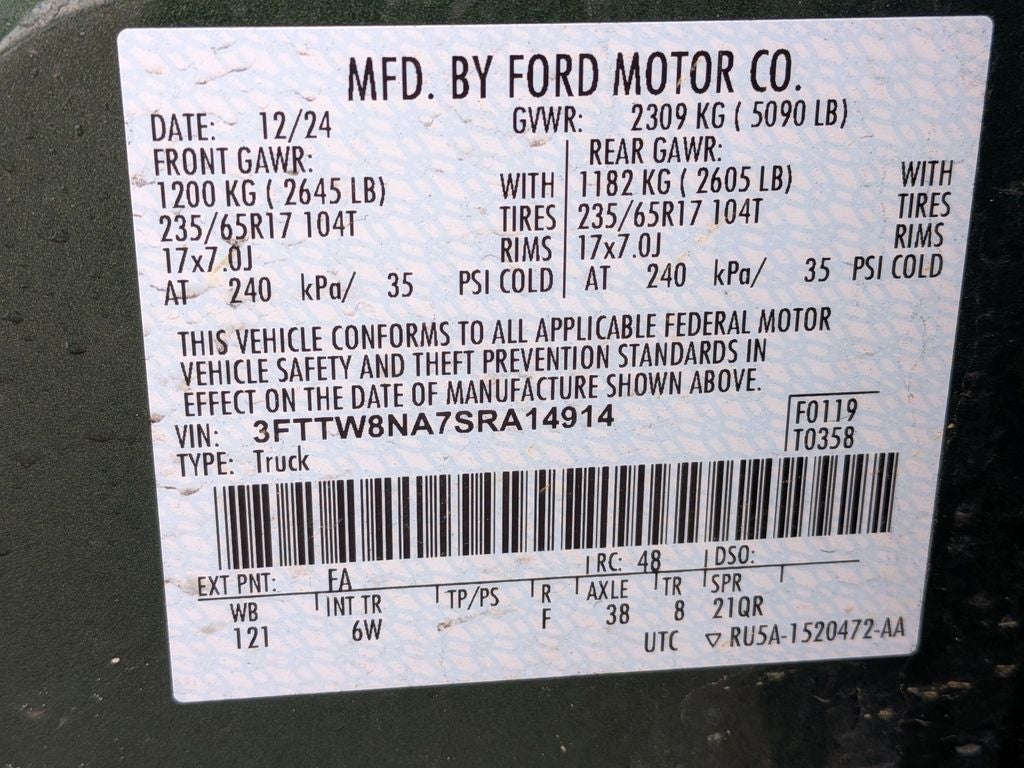 MFD. BY FORD MOTOR CO.
DATE: 12/24 GVWR: 2309 KG ( 5090 LB)
FRONT GAWR: REAR GAWR:
1200 KG ( 2645 LB) WITH 1182 KG ( 2605 LB) WITH
235/65R17 104T TIRES 235/65R17 104T TIRES
17x7.0J RIMS 17x7.0J RIMS
AT 240 kPa/ 35 PSI COLD AT 240 kPa/ 35 PSI COLD
THIS VEHICLE CONFORMS TO ALL APPLICABLE FEDERAL MOTOR
VEHICLE SAFETY AND THEFT PREVENTION STANDARDS IN
EFFECT ON THE DATE OF MANUFACTURE SHOWN ABOVE.
VIN: 3FTTW8NA7SRA14914 F0119
TYPE: Truck T0358
EXT PNT: FA RC: 48 DSO:
WB INT TR TP/PS R AXLE TR SPR
121 6W F 38 8 21QR
UTC ▽ RU5A-1520472-AA